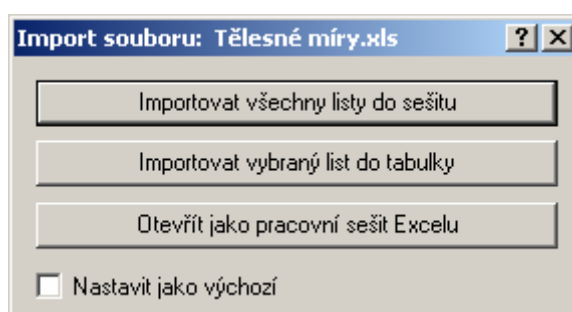 Import souboru: Tělesné míry.xls
Importovat všechny listy do sešitu
Importovat vybraný list do tabulky
Otevřít jako pracovní sešit Excelu
Nastavit jako výchozí